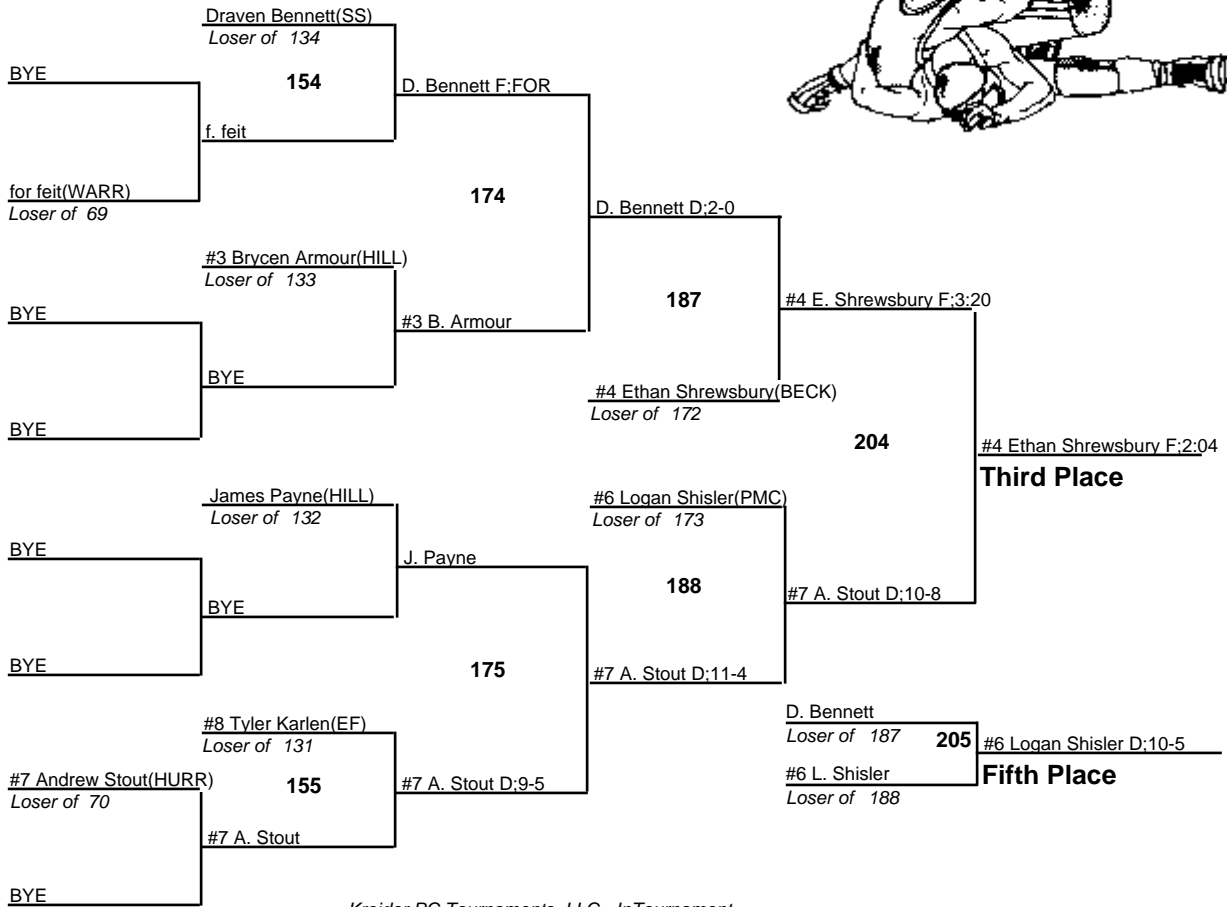 Draven Bennett(SS)
Loser of 134
BYE
154
D. Bennett F;FOR
f. feit
for feit(WARR)
Loser of 69
174
D. Bennett D;2-0
#3 Brycen Armour(HILL)
Loser of 133
BYE
#3 B. Armour
187
#4 E. Shrewsbury F;3:20
BYE
#4 Ethan Shrewsbury(BECK)
Loser of 172
BYE
204
#4 Ethan Shrewsbury F;2:04
Third Place
James Payne(HILL)
Loser of 132
#6 Logan Shisler(PMC)
Loser of 173
BYE
J. Payne
188
#7 A. Stout D;10-8
BYE
BYE
175
#7 A. Stout D;11-4
#8 Tyler Karlen(EF)
Loser of 131
D. Bennett
Loser of 187
205
#6 Logan Shisler D;10-5
Fifth Place
#7 Andrew Stout(HURR)
Loser of 70
155
#7 A. Stout D;9-5
#6 L. Shisler
Loser of 188
#7 A. Stout
BYE